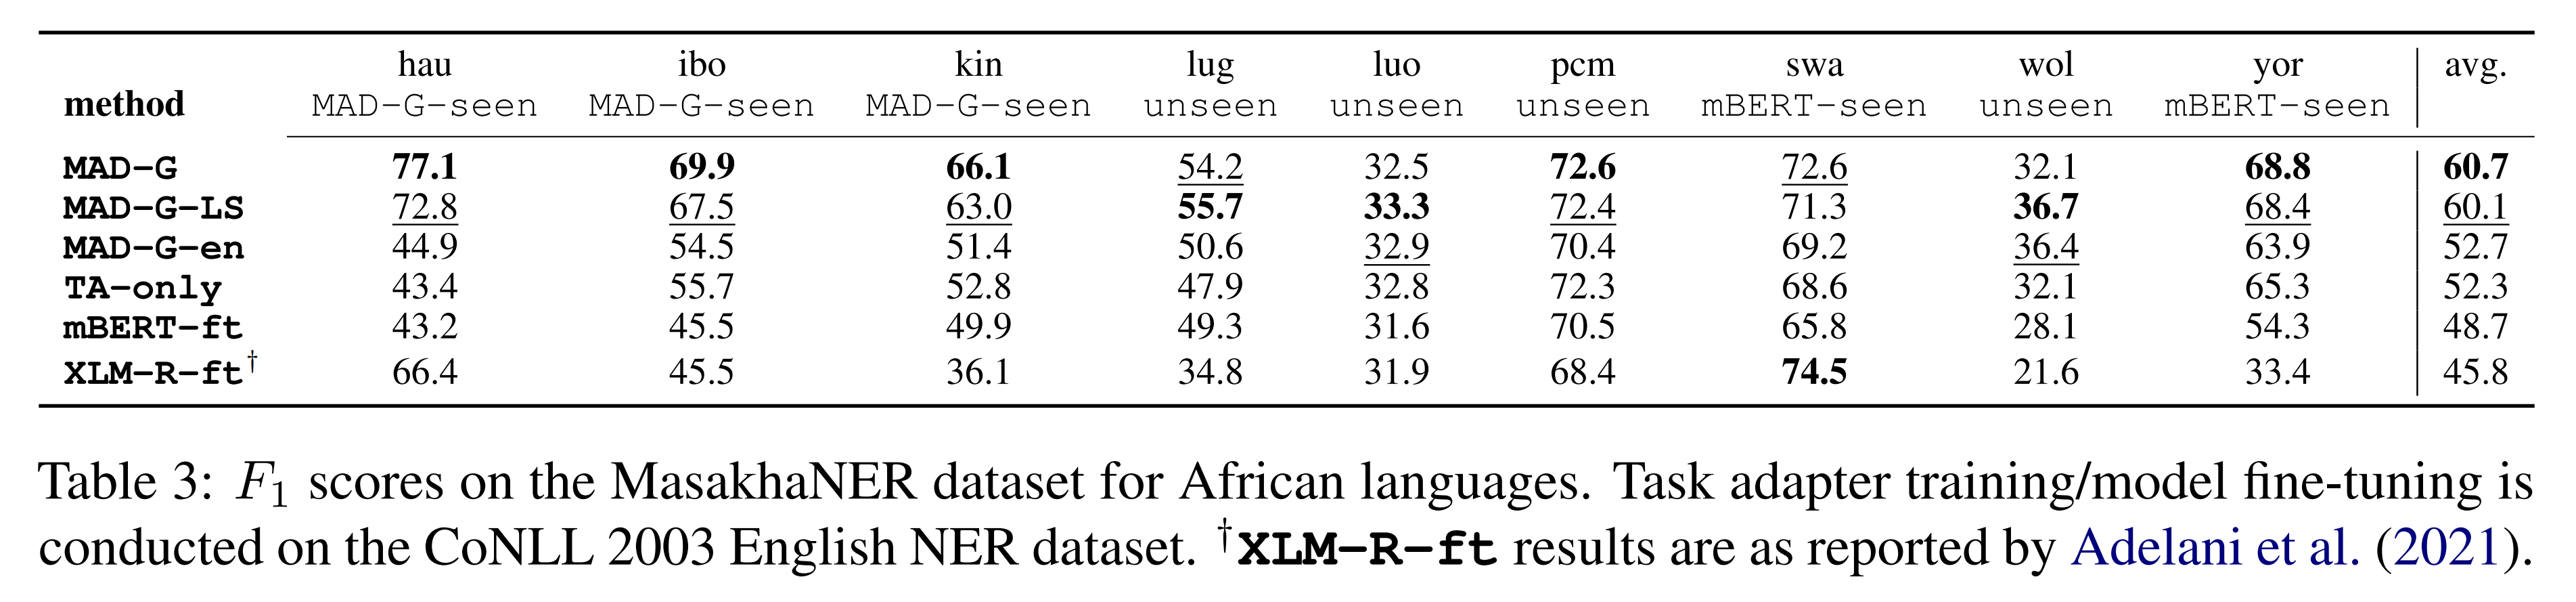 hau ibo kin lug luo pcm swa wol yor avg.
method MAD-G-seen MAD-G-seen MAD-G-seen unseen unseen unseen mBERT-seen unseen mBERT-seen
MAD-G 77.1 69.9 66.1 54.2 32.5 72.6 72.6 32.1 68.8 60.7
MAD-G-LS 72.8 67.5 63.0 55.7 33.3 72.4 71.3 36.7 68.4 60.1
MAD-G-en 44.9 54.5 51.4 50.6 32.9 70.4 69.2 36.4 63.9 52.7
TA-only 43.4 55.7 52.8 47.9 32.8 72.3 68.6 32.1 65.3 52.3
mBERT-ft 43.2 45.5 49.9 49.3 31.6 70.5 65.8 28.1 54.3 48.7
XLM-R-ft† 66.4 45.5 36.1 34.8 31.9 68.4 74.5 21.6 33.4 45.8
Table 3: F1 scores on the MasakhaNER dataset for African languages. Task adapter training/model fine-tuning is
conducted on the CoNLL 2003 English NER dataset. †XLM-R-ft results are as reported by Adelani et al. (2021).